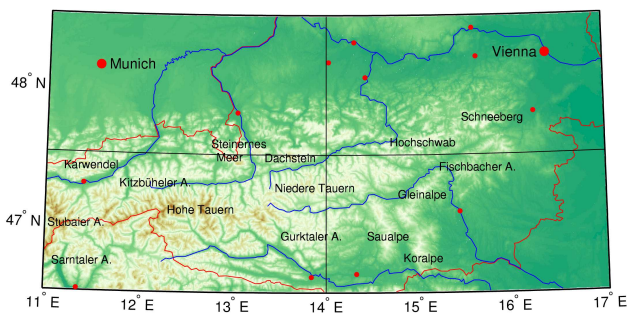 Munich
Vienna
48° N
Schneeberg
Steinernes
Meer
Hochschwab
Dachstein
Karwendel
Fischbacher A.
Kitzbüheler A.
Niedere Tauern
Gleinalpe
Hohe Tauern
47° N
Stubaier A.
Gurktaler A.
Saualpe
Sarntaler A.
Koralpe
11° E
12° E
13° E
14° E
15° E
16° E
17° E